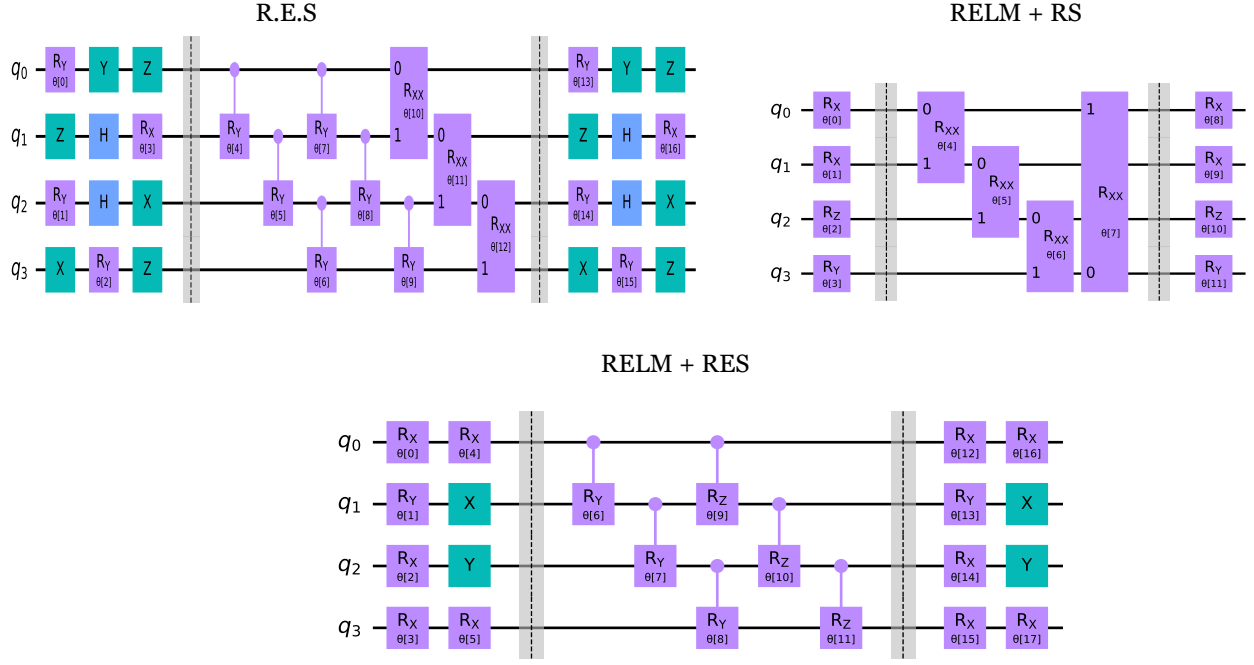 R.E.S
q0 RY θ[0] Y Z 0 RXX θ[10] 1 RY θ[13] Y Z
q1 Z H RX θ[3] RY θ[4] RY θ[7] 0 RXX θ[11] 1 Z H RX θ[16]
q2 RY θ[1] H X RY θ[5] RY θ[8] 0 RXX θ[12] 1 RY θ[14] H X
q3 X RY θ[2] Z RY θ[6] RY θ[9] X RY θ[15] Z
RELM + RS
q0 RX θ[0] 0 RXX θ[4] 1 1 RXX θ[7] 0 RX θ[8]
q1 RX θ[1] 0 RXX θ[5] 1 RX θ[9]
q2 RZ θ[2] 0 RXX θ[6] 1 RZ θ[10]
q3 RY θ[3] RY θ[11]
RELM + RES
q0 RX θ[0] RX θ[4] RX θ[12] RX θ[16]
q1 RY θ[1] X RY θ[6] RZ θ[9] RY θ[13] X
q2 RX θ[2] Y RY θ[7] RZ θ[10] RX θ[14] Y
q3 RX θ[3] RX θ[5] RY θ[8] RZ θ[11] RX θ[15] RX θ[17]